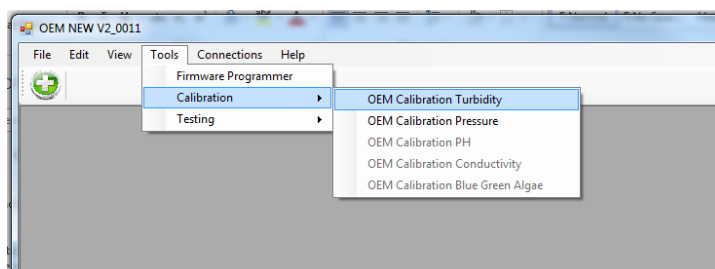 OEM NEW V2_0011
File Edit View Tools Connections Help
Firmware Programmer
Calibration
Testing
OEM Calibration Turbidity
OEM Calibration Pressure
OEM Calibration PH
OEM Calibration Conductivity
OEM Calibration Blue Green Algae